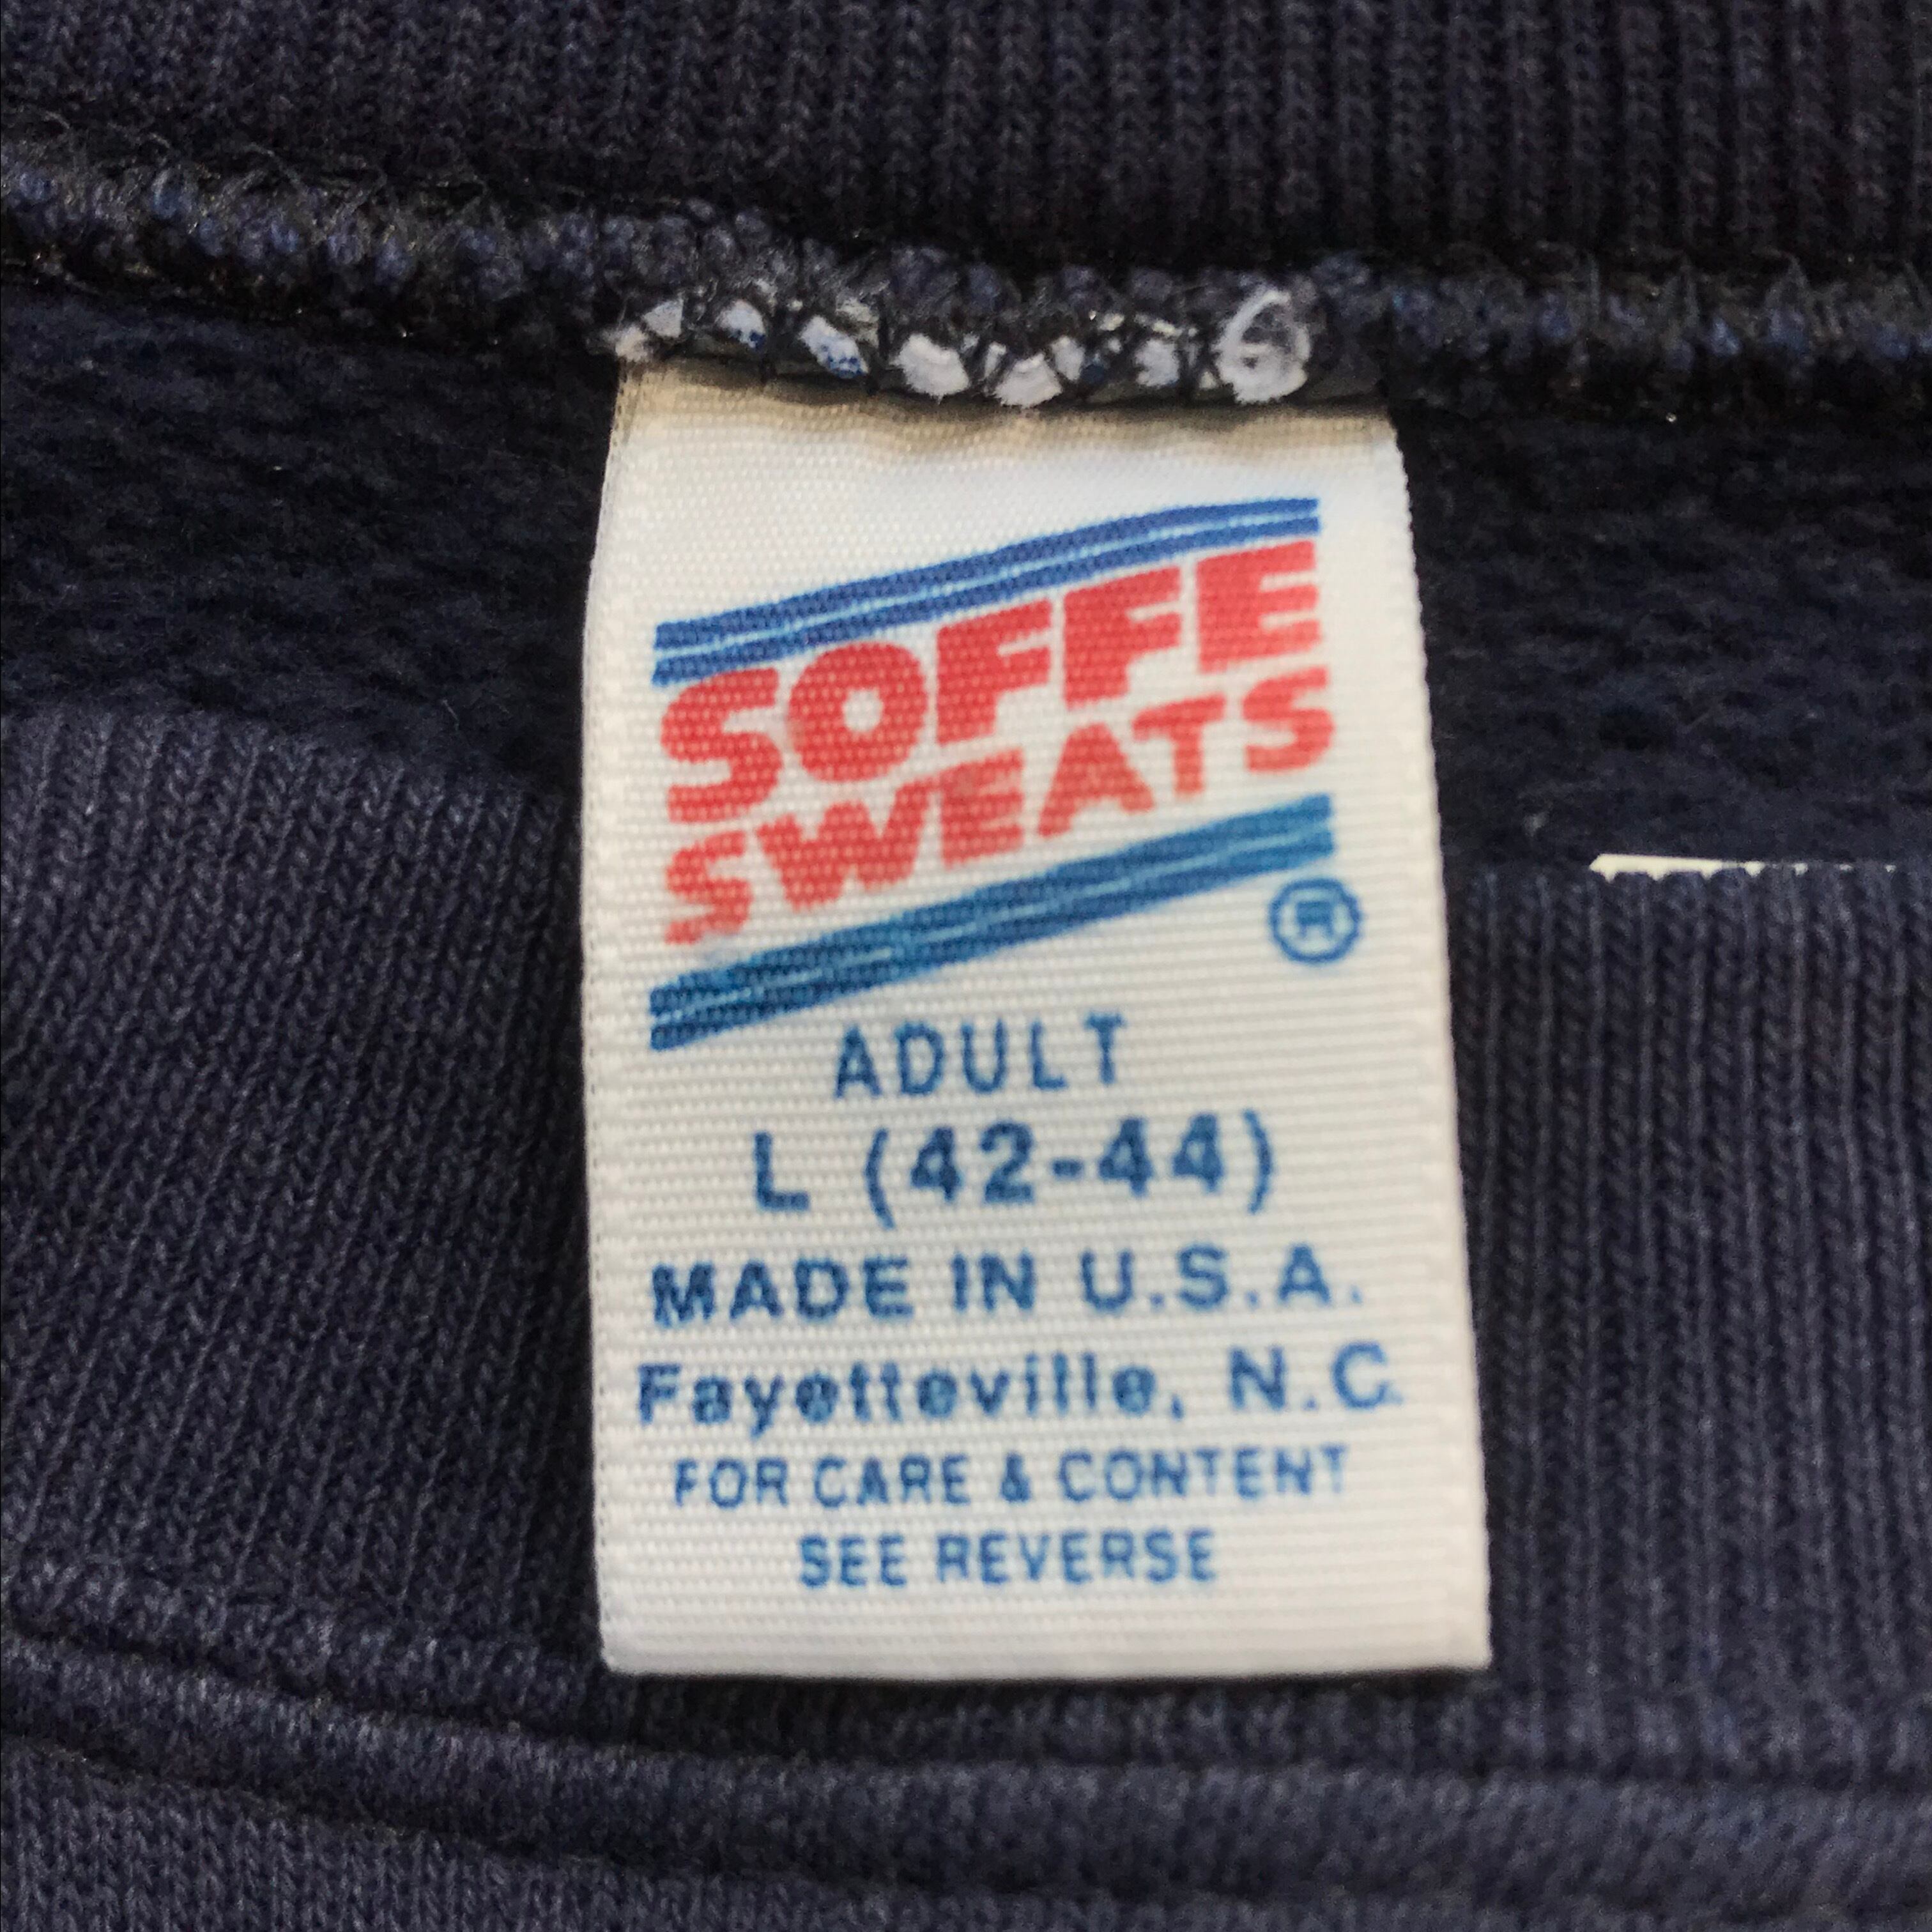 SOFFE
SWEATS
®
ADULT
L (42-44)
MADE IN U.S.A.
Fayetteville, N.C.
FOR CARE & CONTENT
SEE REVERSE